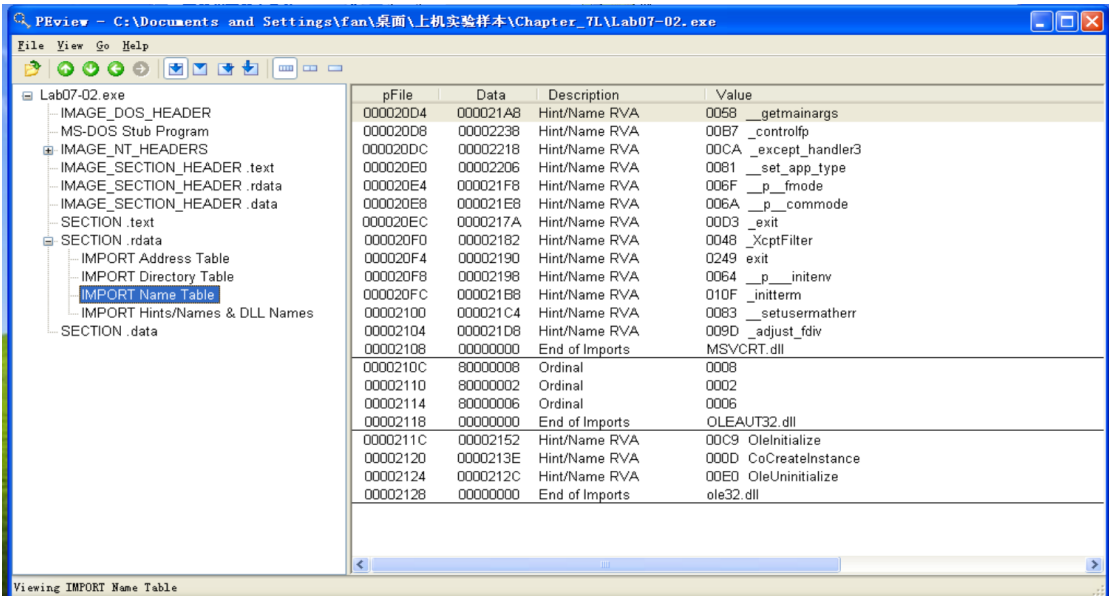 PEview - C:\Documents and Settings\fan\桌面\上机实验样本\Chapter_7L\Lab07-02.exe
File View Go Help
Lab07-02.exe
IMAGE_DOS_HEADER
MS-DOS Stub Program
IMAGE_NT_HEADERS
IMAGE_SECTION_HEADER .text
IMAGE_SECTION_HEADER .rdata
IMAGE_SECTION_HEADER .data
SECTION .text
SECTION .rdata
IMPORT Address Table
IMPORT Directory Table
IMPORT Name Table
IMPORT Hints/Names & DLL Names
SECTION .data
pFile Data Description Value
000020D4 000021A8 Hint/Name RVA 0058 __getmainargs
000020D8 00002238 Hint/Name RVA 00B7 _controlfp
000020DC 00002218 Hint/Name RVA 00CA _except_handler3
000020E0 00002206 Hint/Name RVA 0081 __set_app_type
000020E4 000021F8 Hint/Name RVA 006F __p__fmode
000020E8 000021E8 Hint/Name RVA 006A __p__commode
000020EC 0000217A Hint/Name RVA 00D3 _exit
000020F0 00002182 Hint/Name RVA 0048 _XcptFilter
000020F4 00002190 Hint/Name RVA 0249 exit
000020F8 00002198 Hint/Name RVA 0064 __p___initenv
000020FC 000021B8 Hint/Name RVA 010F _initterm
00002100 000021C4 Hint/Name RVA 0083 __setusermatherr
00002104 000021D8 Hint/Name RVA 009D _adjust_fdiv
00002108 00000000 End of Imports MSVCRT.dll
0000210C 80000008 Ordinal 0008
00002110 80000002 Ordinal 0002
00002114 80000006 Ordinal 0006
00002118 00000000 End of Imports OLEAUT32.dll
0000211C 00002152 Hint/Name RVA 00C9 OleInitialize
00002120 0000213E Hint/Name RVA 000D CoCreateInstance
00002124 0000212C Hint/Name RVA 00E0 OleUninitialize
00002128 00000000 End of Imports ole32.dll
Viewing IMPORT Name Table